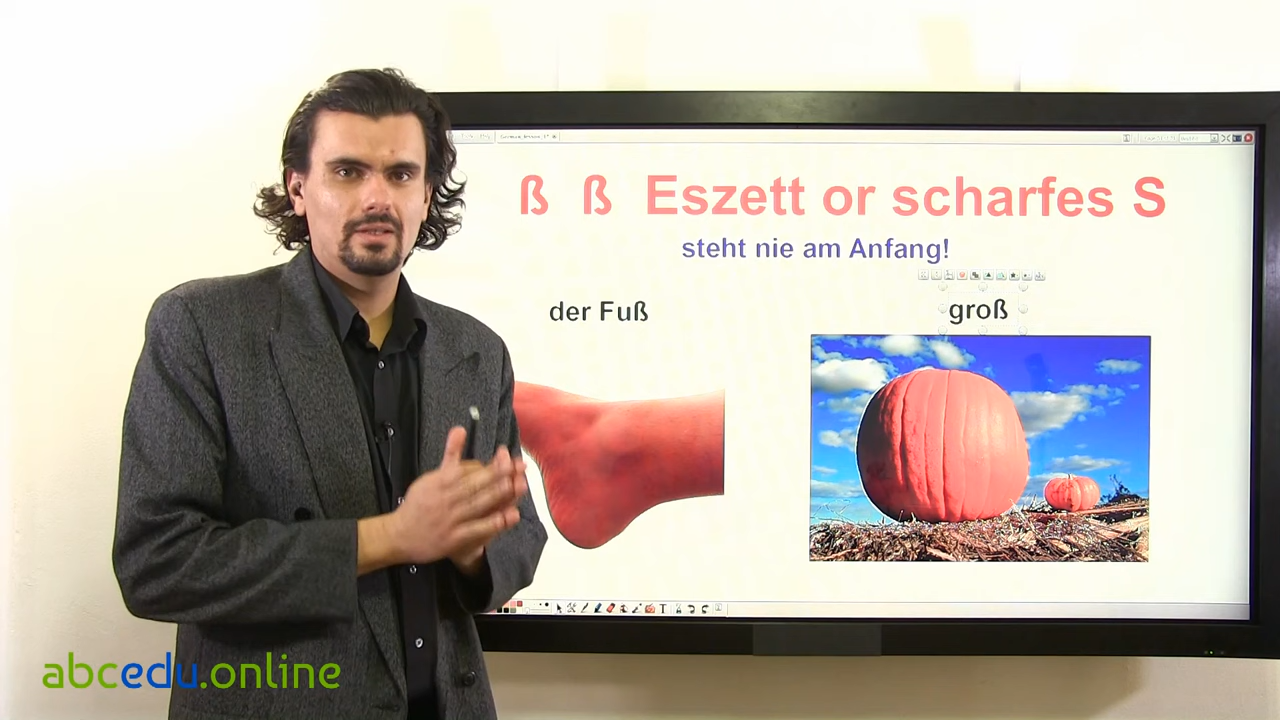 ß ß Eszett or scharfes S
steht nie am Anfang!
der Fuß
groß
abcedu.online